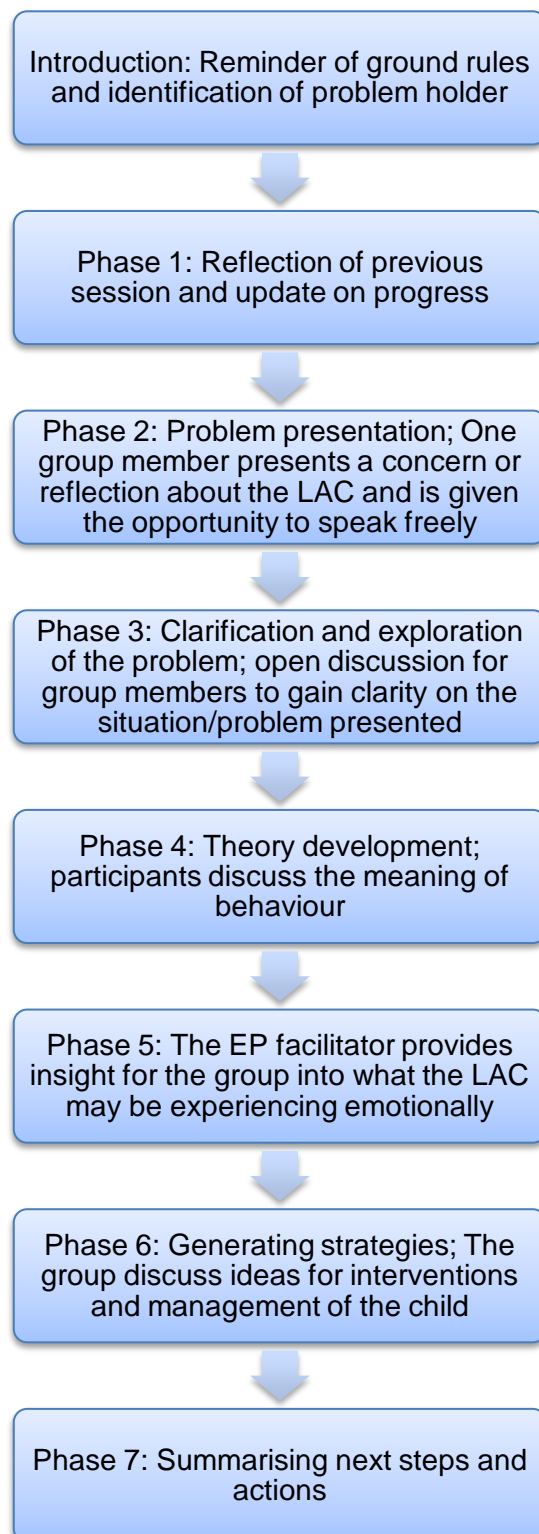 Introduction: Reminder of ground rules
and identification of problem holder
Phase 1: Reflection of previous
session and update on progress
Phase 2: Problem presentation; One
group member presents a concern or
reflection about the LAC and is given
the opportunity to speak freely
Phase 3: Clarification and exploration
of the problem; open discussion for
group members to gain clarity on the
situation/problem presented
Phase 4: Theory development;
participants discuss the meaning of
behaviour
Phase 5: The EP facilitator provides
insight for the group into what the LAC
may be experiencing emotionally
Phase 6: Generating strategies; The
group discuss ideas for interventions
and management of the child
Phase 7: Summarising next steps and
actions